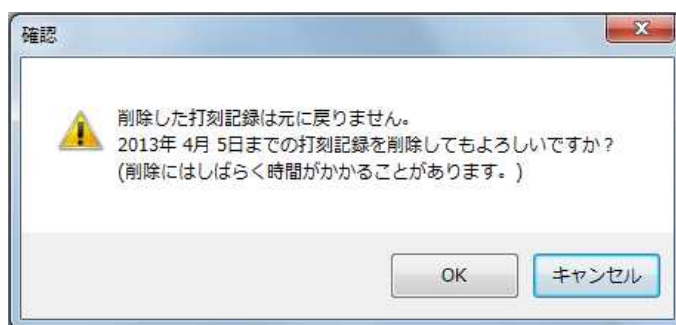 確認
削除した打刻記録は元に戻りません。
2013年 4月 5日までの打刻記録を削除してもよろしいですか？
(削除にはしばらく時間がかかることがあります。)
OK
キャンセル